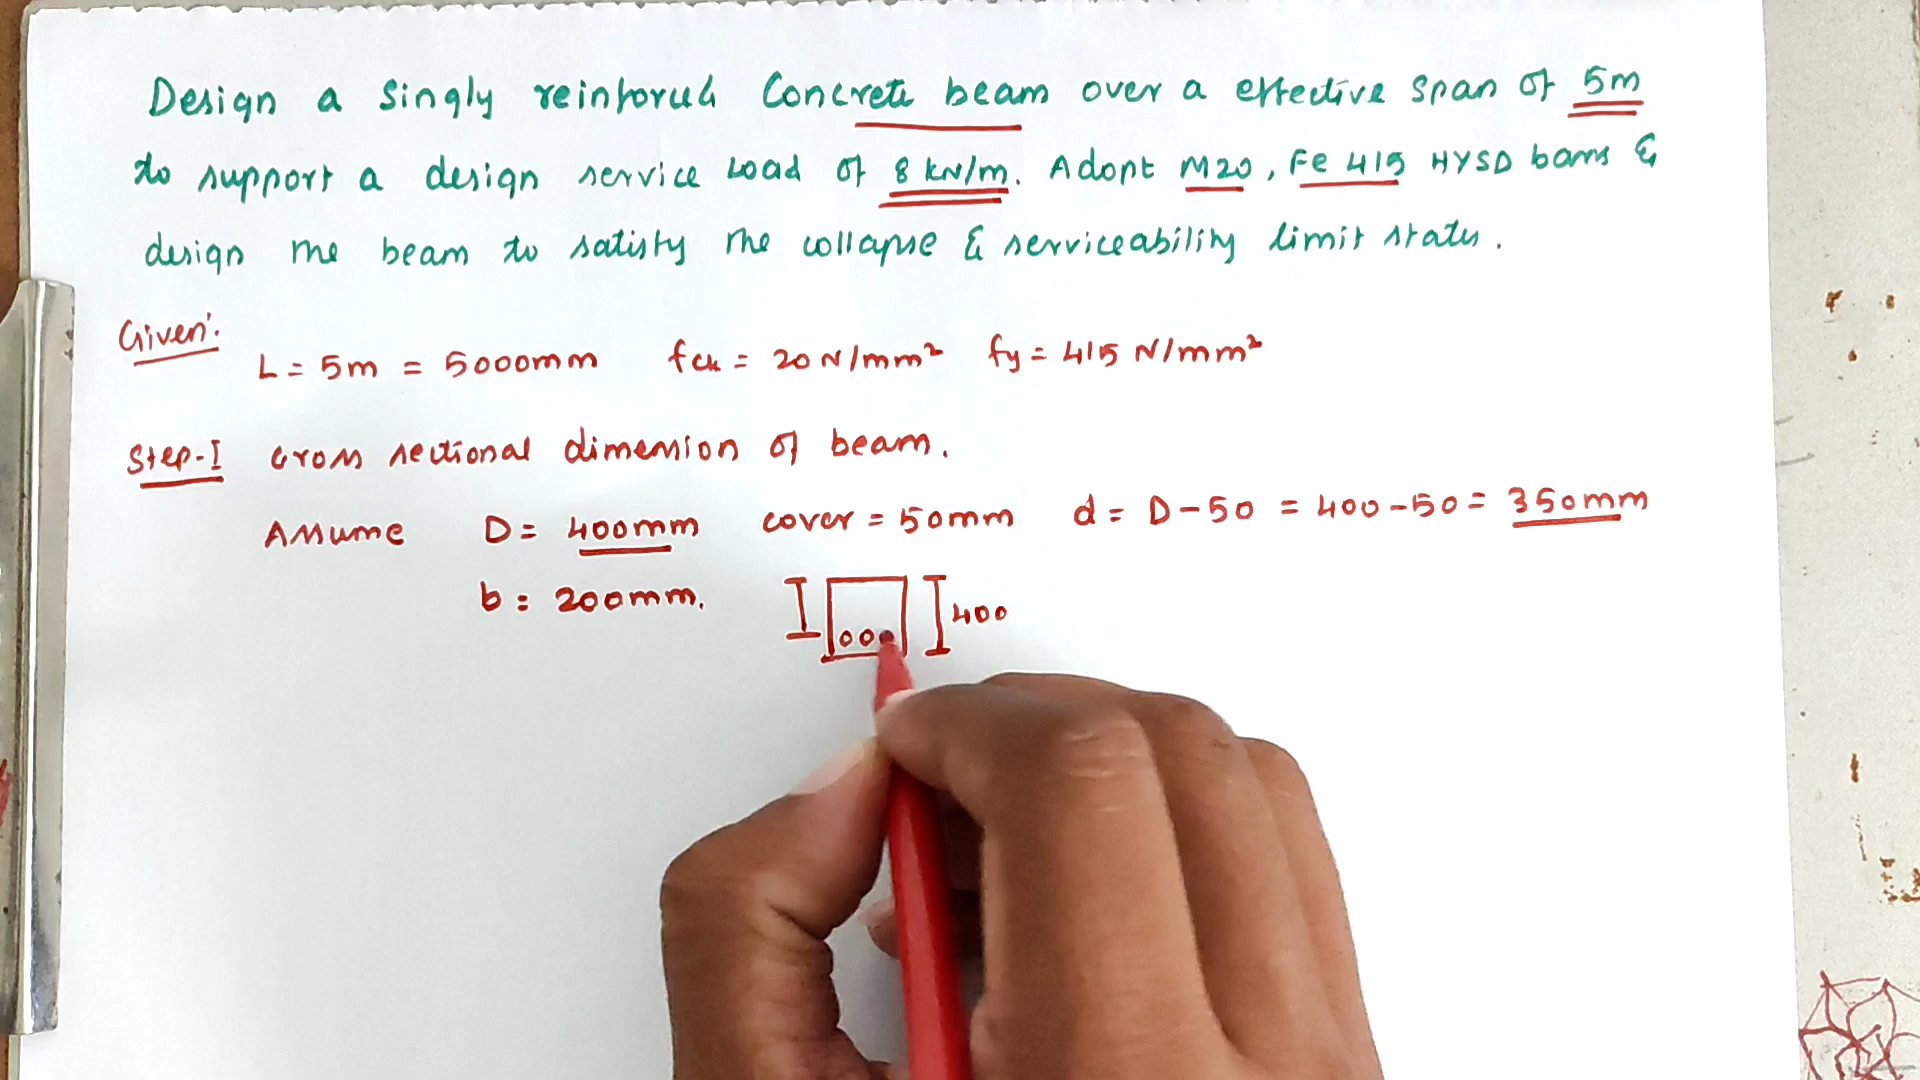 Design a singly reinforced Concrete beam over a effective span of 5m
to support a design service Load of 8 kN/m. Adopt M20, Fe 415 HYSD bars &
design the beam to satisfy the collapse & serviceability limit states.
Given:
L = 5m = 5000mm fck = 20 N/mm² fy = 415 N/mm²
Step-I Cross sectional dimension of beam.
Assume D = 400mm cover = 50mm d = D-50 = 400-50 = 350mm
b = 200mm.
400